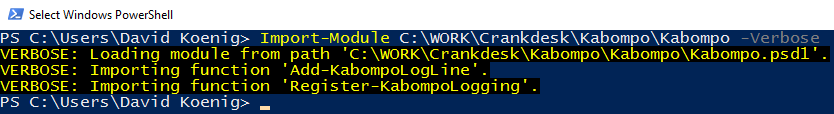 Select Windows PowerShell
PS C:\Users\David Koenig> Import-Module C:\WORK\Crankdesk\Kabompo\Kabompo -Verbose
VERBOSE: Loading module from path 'C:\WORK\Crankdesk\Kabompo\Kabompo\Kabompo.psd1'.
VERBOSE: Importing function 'Add-KabompoLogLine'.
VERBOSE: Importing function 'Register-KabompoLogging'.
PS C:\Users\David Koenig>